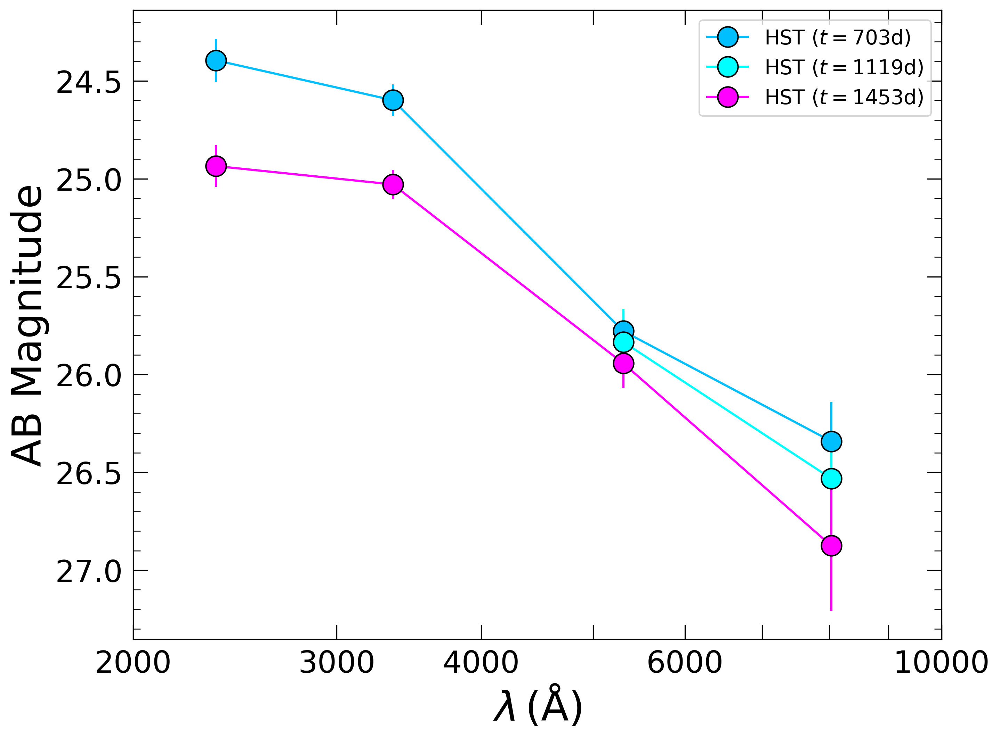 HST (t = 703d)
HST (t = 1119d)
HST (t = 1453d)
24.5
25.0
25.5
26.0
26.5
27.0
AB Magnitude
2000 3000 4000 6000 10000
λ (Å)